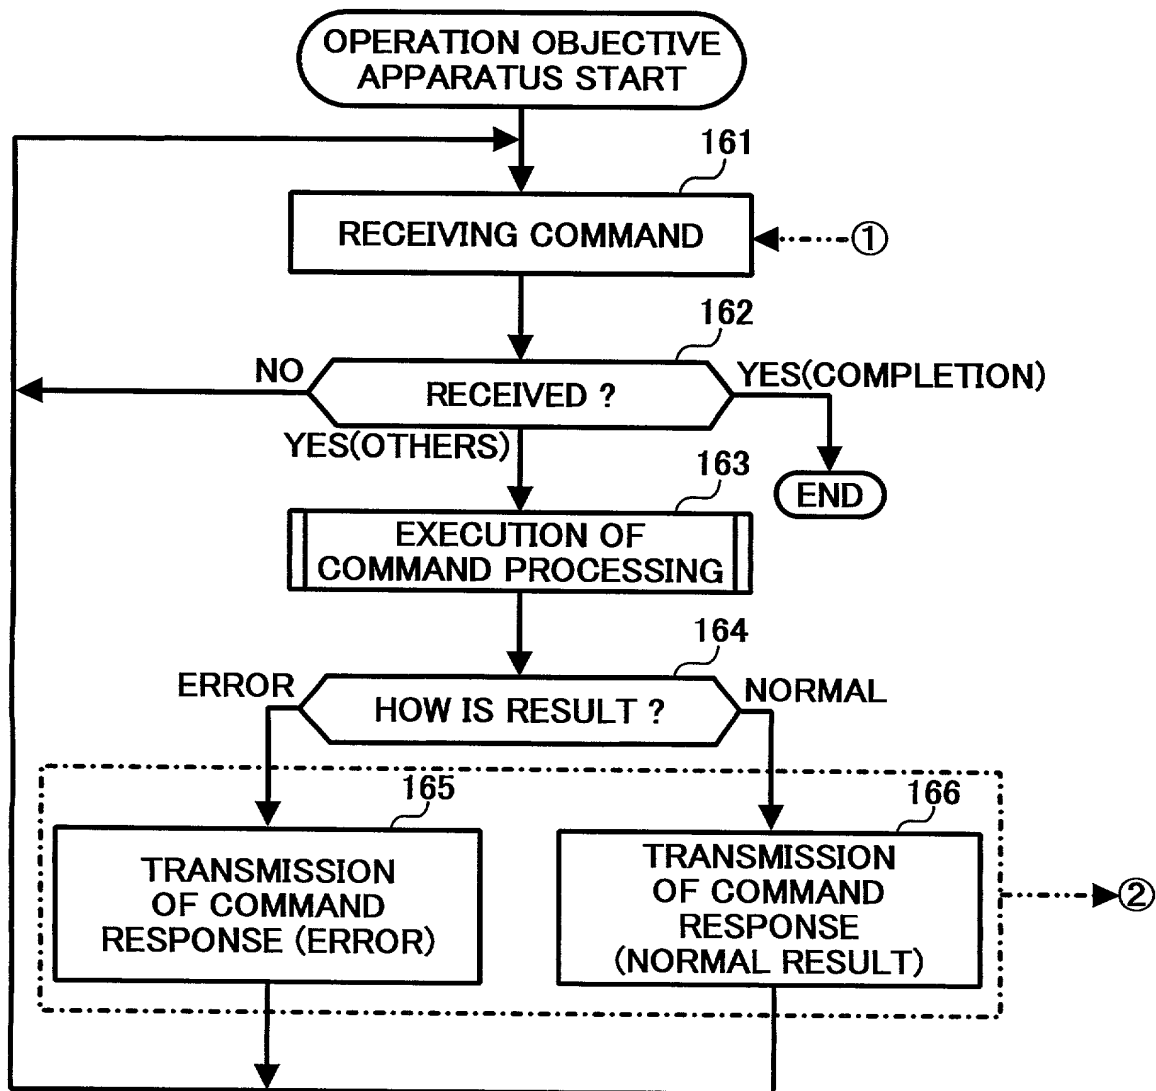 OPERATION OBJECTIVE
APPARATUS START
161
RECEIVING COMMAND
①
162
NO
RECEIVED ?
YES(COMPLETION)
YES(OTHERS)
163
END
EXECUTION OF
COMMAND PROCESSING
164
ERROR
HOW IS RESULT ?
NORMAL
165
TRANSMISSION
OF COMMAND
RESPONSE (ERROR)
166
TRANSMISSION
OF COMMAND
RESPONSE
(NORMAL RESULT)
②